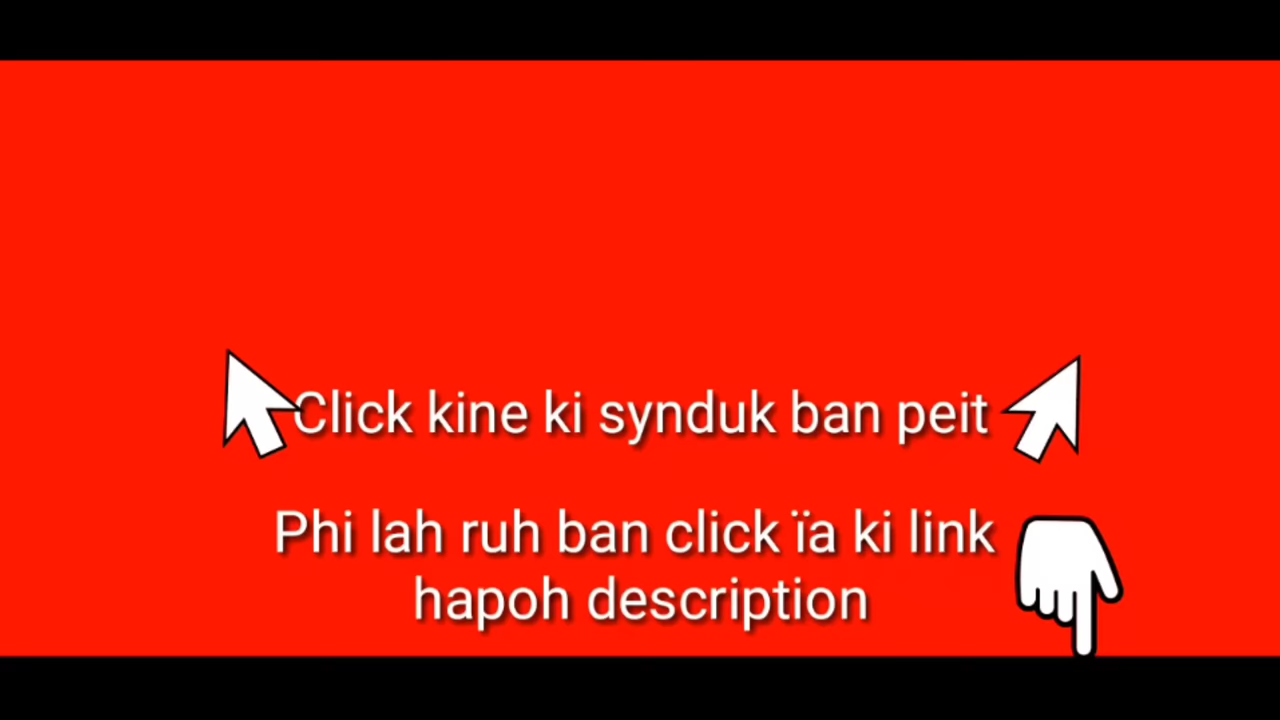 Click kine ki synduk ban peit
Phi lah ruh ban click ïa ki link
hapoh description